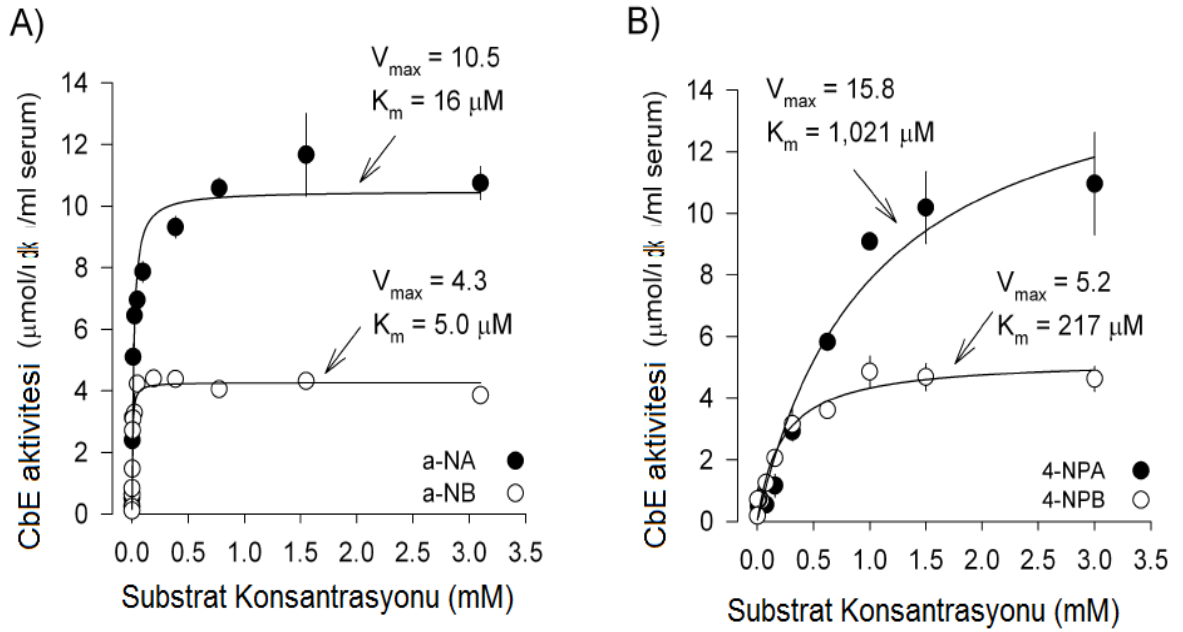 A)
V_max = 10.5
K_m = 16 µM
V_max = 4.3
K_m = 5.0 µM
a-NA
a-NB
CbE aktivitesi (µmol/ /ml serum)
14
12
10
8
6
4
2
0
0.0 0.5 1.0 1.5 2.0 2.5 3.0 3.5
Substrat Konsantrasyonu (mM)
B)
V_max = 15.8
K_m = 1,021 µM
V_max = 5.2
K_m = 217 µM
4-NPA
4-NPB
CbE aktivitesi (µmol/ /ml serum)
14
12
10
8
6
4
2
0
0.0 0.5 1.0 1.5 2.0 2.5 3.0 3.5
Substrat Konsantrasyonu (mM)